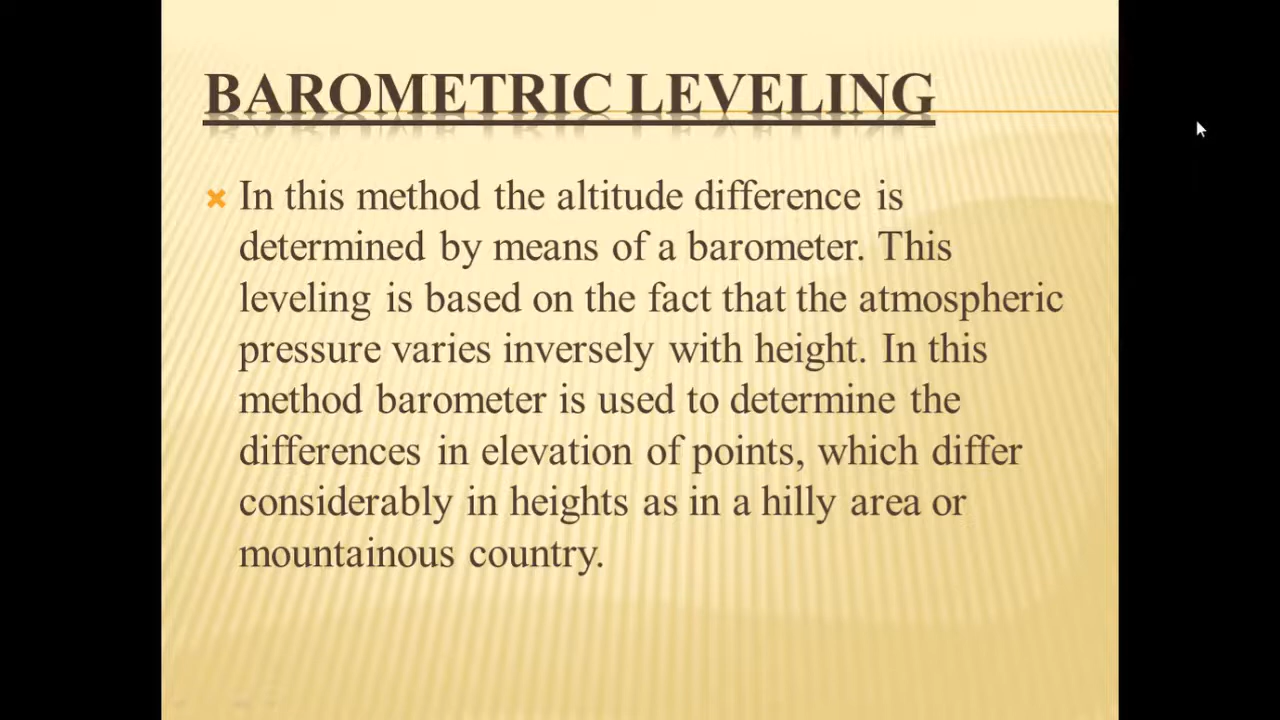 BAROMETRIC LEVELING
In this method the altitude difference is
determined by means of a barometer. This
leveling is based on the fact that the atmospheric
pressure varies inversely with height. In this
method barometer is used to determine the
differences in elevation of points, which differ
considerably in heights as in a hilly area or
mountainous country.